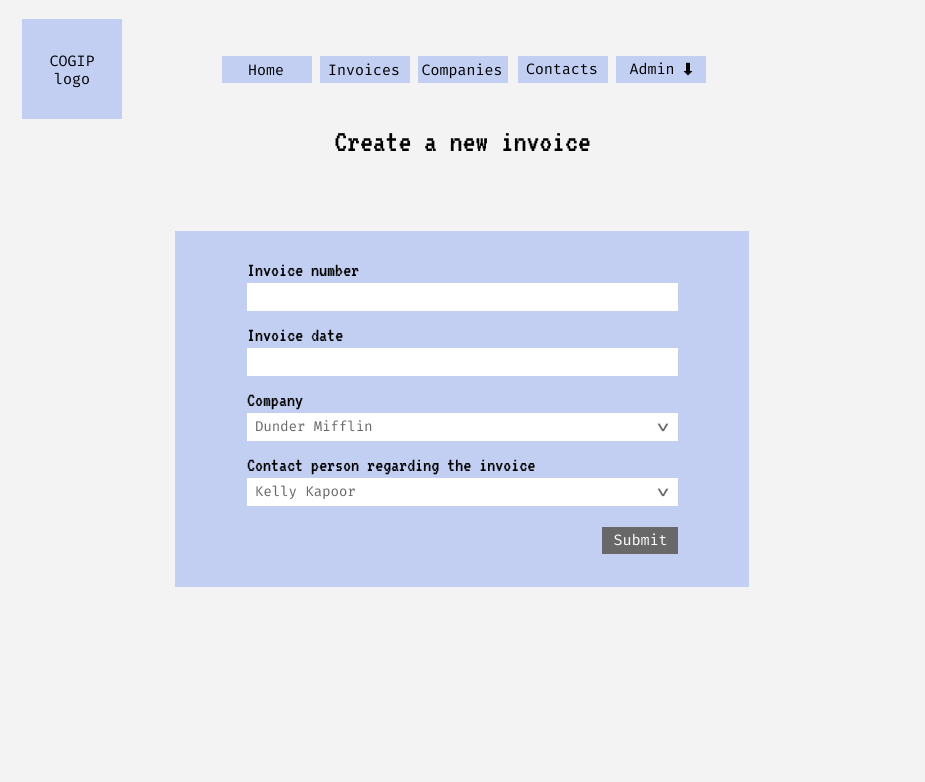 COGIP
logo
Home Invoices Companies Contacts Admin ⬇
Create a new invoice
Invoice number
Invoice date
Company
Dunder Mifflin
Contact person regarding the invoice
Kelly Kapoor
Submit